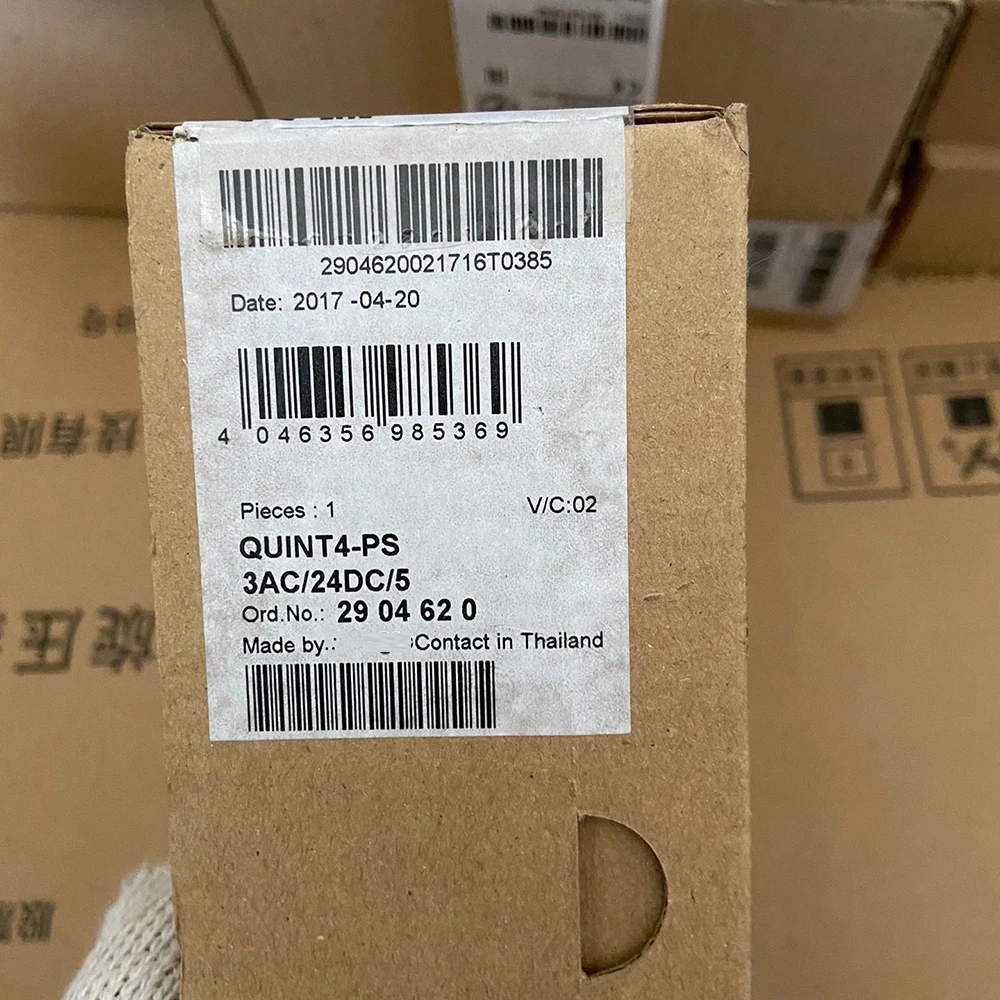 2904620021716T0385
Date: 2017 -04-20
4 046356 985369
Pieces : 1
V/C:02
QUINT4-PS
3AC/24DC/5
Ord.No.: 29 04 62 0
Made by.: Contact in Thailand